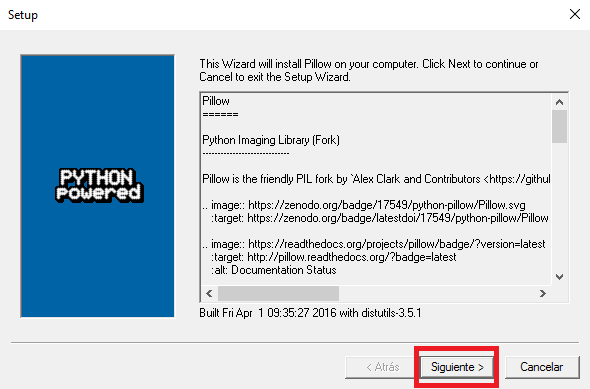 Setup
This Wizard will install Pillow on your computer. Click Next to continue or
Cancel to exit the Setup Wizard.
PYTHON
powered
Pillow
======
Python Imaging Library (Fork)
-----------------------------
Pillow is the friendly PIL fork by `Alex Clark and Contributors <https://githul
.. image:: https://zenodo.org/badge/17549/python-pillow/Pillow.svg
:target: https://zenodo.org/badge/latestdoi/17549/python-pillow/Pillow
.. image:: https://readthedocs.org/projects/pillow/badge/?version=latest
:target: http://pillow.readthedocs.org/?badge=latest
:alt: Documentation Status
Built Fri Apr  1 09:35:27 2016 with distutils-3.5.1
< Atrás
Siguiente >
Cancelar